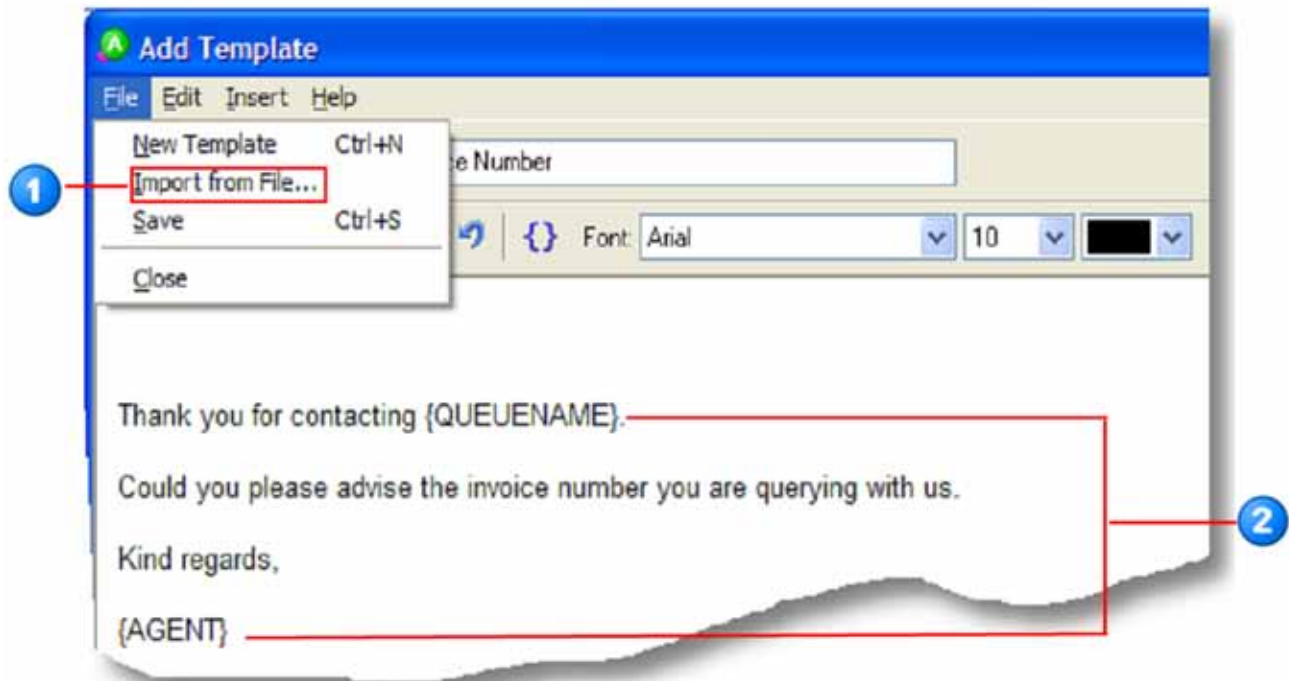 Add Template
File Edit Insert Help
New Template Ctrl+N
Import from File...
Save Ctrl+S
Close
Number
Font: Arial 10
Thank you for contacting {QUEUENAME}.
Could you please advise the invoice number you are querying with us.
Kind regards,
{AGENT}
1
2